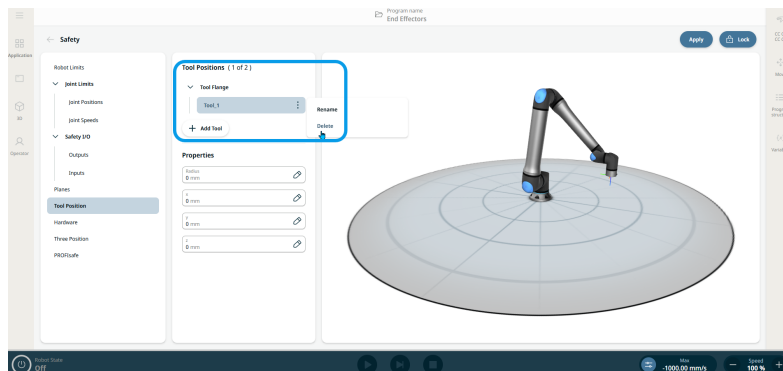 Program name
End Effectors
Safety
Apply
Lock
Application
3D
Operator
Robot Limits
Joint Limits
Joint Positions
Joint Speeds
Safety I/O
Outputs
Inputs
Planes
Tool Position
Hardware
Three Position
PROFIsafe
Tool Positions ( 1 of 2 )
Tool Flange
Tool_1
Rename
Delete
+ Add Tool
Properties
Radius
0 mm
X
0 mm
0 mm
0 mm
Robot State
Off
Max
-1000.00 mm/s
Speed
100 %